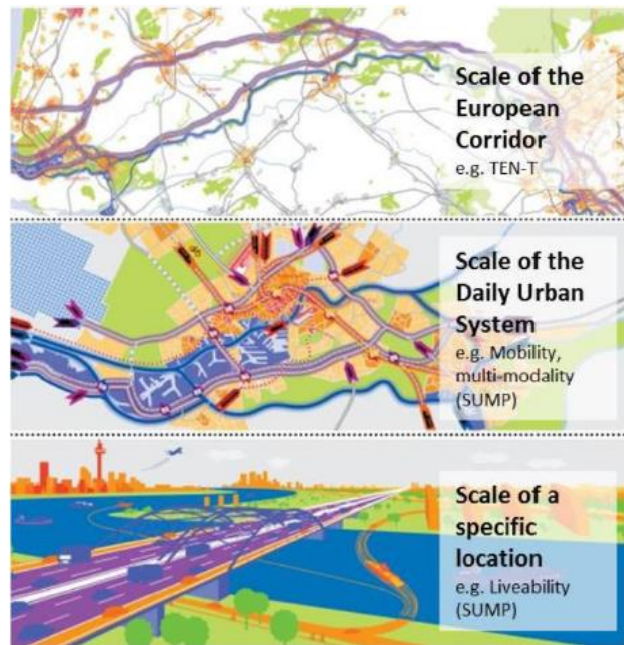 Scale of the
European
Corridor
e.g. TEN-T
Scale of the
Daily Urban
System
e.g. Mobility,
multi-modality
(SUMP)
Scale of a
specific
location
e.g. Liveability
(SUMP)